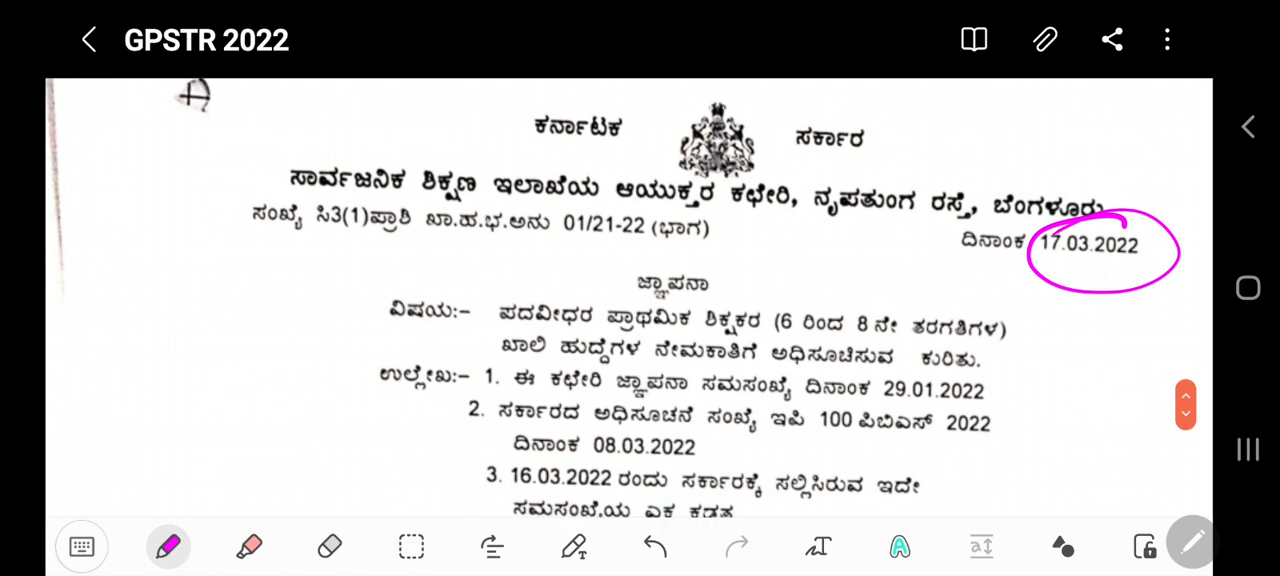 GPSTR 2022
ಕರ್ನಾಟಕ ಸರ್ಕಾರ
ಸಾರ್ವಜನಿಕ ಶಿಕ್ಷಣ ಇಲಾಖೆಯ ಆಯುಕ್ತರ ಕಛೇರಿ, ನೃಪತುಂಗ ರಸ್ತೆ, ಬೆಂಗಳೂರು
ಸಂಖ್ಯೆ ಸಿ3(1)ಪ್ರಾಶಿ ಖಾ.ಹ.ಭ.ಅನು 01/21-22 (ಭಾಗ)
ದಿನಾಂಕ 17.03.2022
ಜ್ಞಾಪನಾ
ವಿಷಯ:- ಪದವೀಧರ ಪ್ರಾಥಮಿಕ ಶಿಕ್ಷಕರ (6 ರಿಂದ 8 ನೇ ತರಗತಿಗಳ)
ಖಾಲಿ ಹುದ್ದೆಗಳ ನೇಮಕಾತಿಗೆ ಅಧಿಸೂಚಿಸುವ ಕುರಿತು.
ಉಲ್ಲೇಖ:- 1. ಈ ಕಛೇರಿ ಜ್ಞಾಪನಾ ಸಮಸಂಖ್ಯೆ ದಿನಾಂಕ 29.01.2022
2. ಸರ್ಕಾರದ ಅಧಿಸೂಚನೆ ಸಂಖ್ಯೆ ಇಪಿ 100 ಪಿಬಿಎಸ್ 2022
ದಿನಾಂಕ 08.03.2022
3. 16.03.2022 ರಂದು ಸರ್ಕಾರಕ್ಕೆ ಸಲ್ಲಿಸಿರುವ ಇದೇ
ಸಮಸಂಖ್ಯೆಯ ಏಕ ಕಡತ